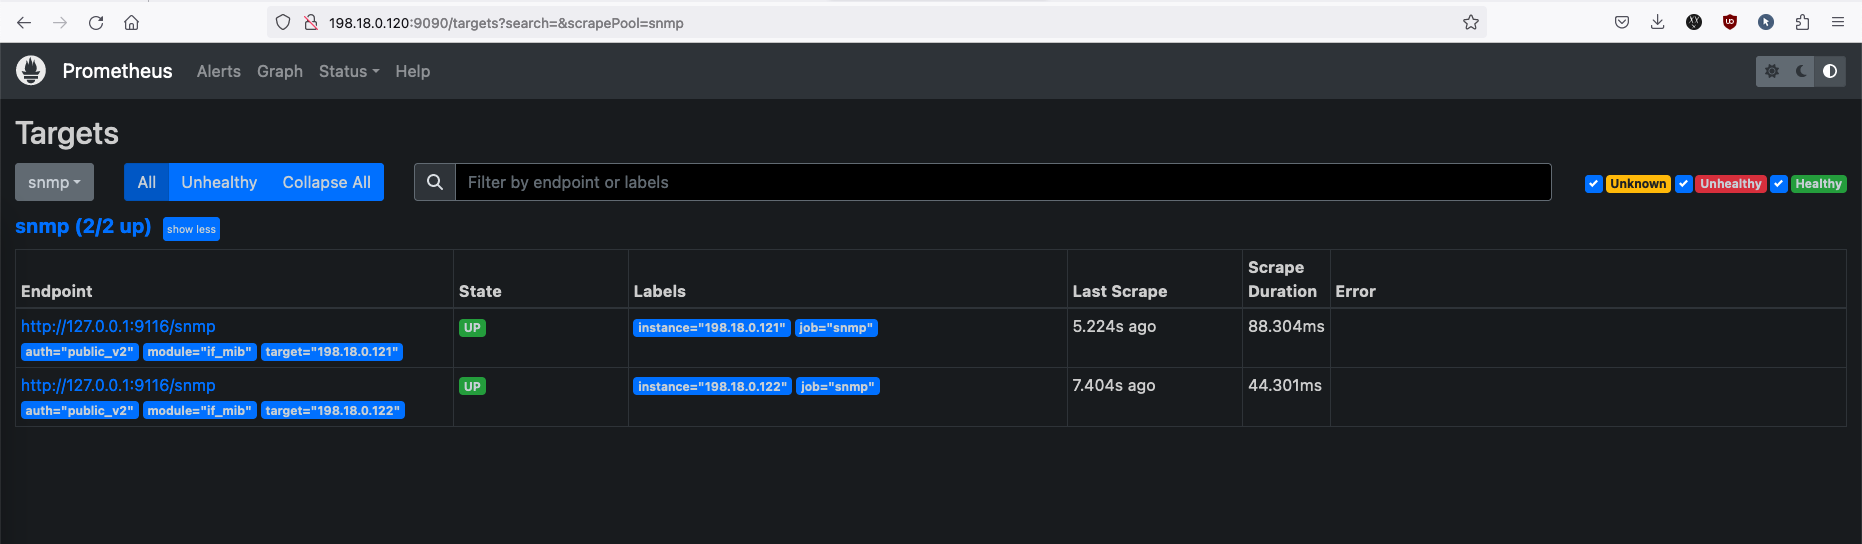 198.18.0.120:9090/targets?search=&scrapePool=snmp
Prometheus Alerts Graph Status Help
Targets
snmp All Unhealthy Collapse All Filter by endpoint or labels Unknown Unhealthy Healthy
snmp (2/2 up) show less
Endpoint State Labels Last Scrape Scrape Duration Error
http://127.0.0.1:9116/snmp UP instance="198.18.0.121" job="snmp" 5.224s ago 88.304ms
auth="public_v2" module="if_mib" target="198.18.0.121"
http://127.0.0.1:9116/snmp UP instance="198.18.0.122" job="snmp" 7.404s ago 44.301ms
auth="public_v2" module="if_mib" target="198.18.0.122"